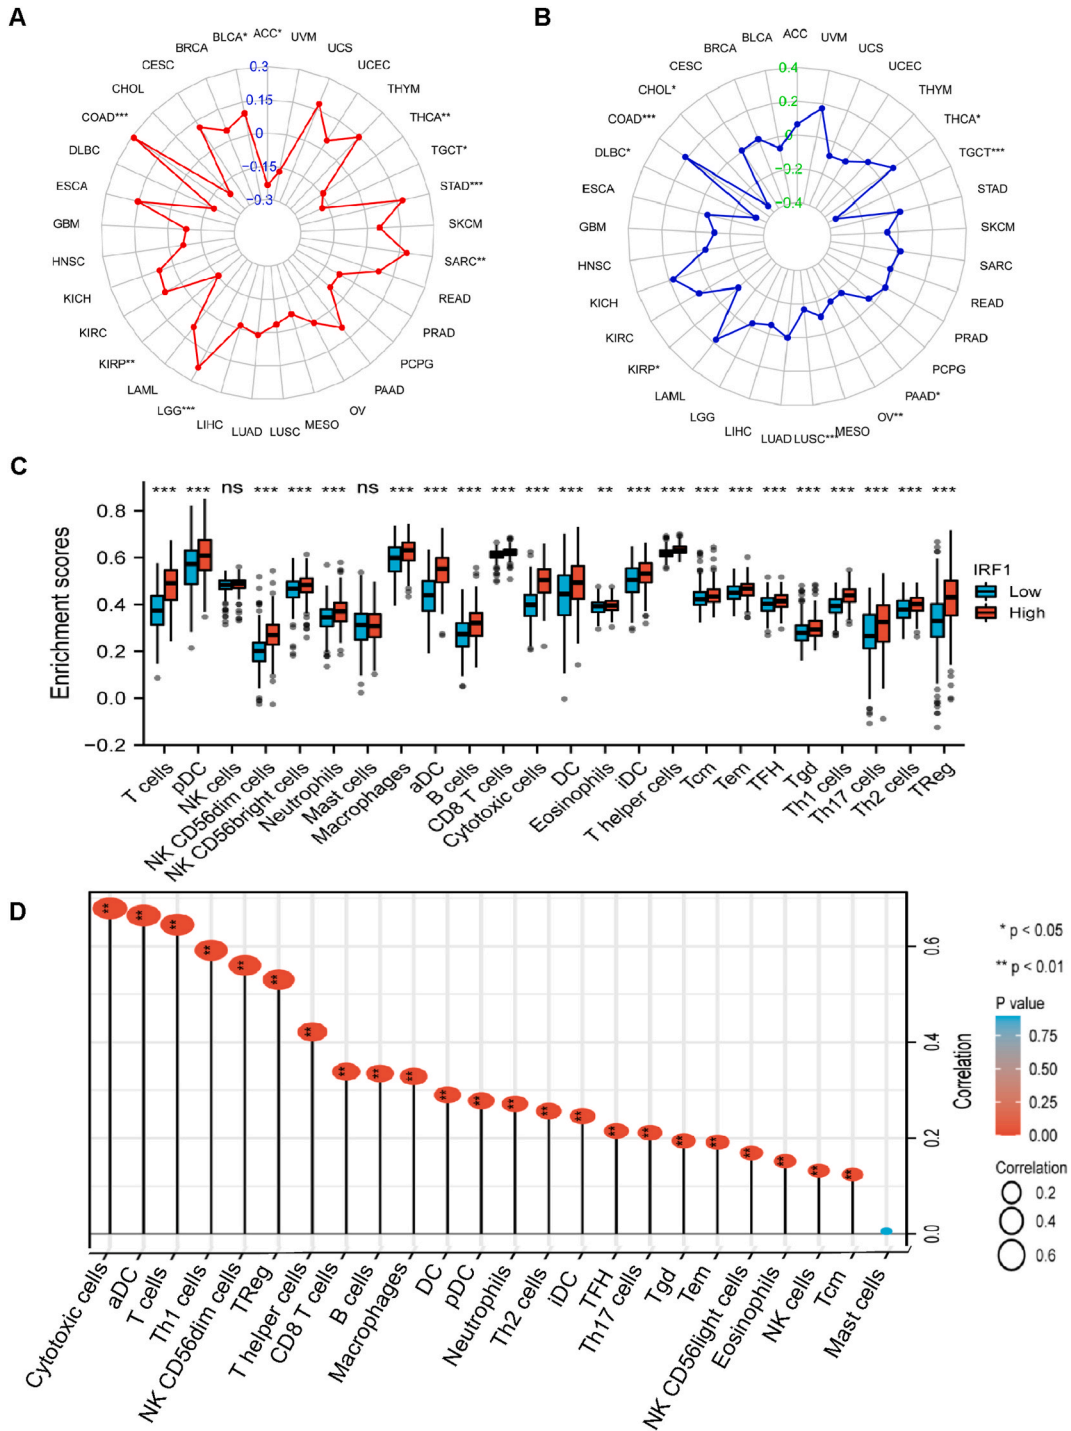 A
ACC*
UVM
UCS
UCEC
THYM
THCA**
TGCT*
STAD***
SKCM
SARC**
READ
PRAD
PCPG
PAAD
OV
MESO
LUSC
LUAD
LIHC
LGG***
LAML
KIRP**
KIRC
KICH
HNSC
GBM
ESCA
DLBC
COAD***
CHOL
CESC
BRCA
BLCA*
0.3
0.15
0
−0.15
−0.3
B
ACC
UVM
UCS
UCEC
THYM
THCA*
TGCT***
STAD
SKCM
SARC
READ
PRAD
PCPG
PAAD*
OV**
MESO
LUSC***
LUAD
LIHC
LGG
LAML
KIRP*
KIRC
KICH
HNSC
GBM
ESCA
DLBC*
COAD***
CHOL*
CESC
BRCA
BLCA
0.4
0.2
0
−0.2
−0.4
C
*** *** ns *** *** *** ns *** *** *** *** *** *** ** *** *** *** *** *** *** *** *** *** ***
Enrichment scores
0.8
0.6
0.4
0.2
0.0
−0.2
IRF1
Low
High
T cells
pDC
NK cells
NK CD56dim cells
NK CD56bright cells
Neutrophils
Mast cells
Macrophages
aDC
B cells
CD8 T cells
Cytotoxic cells
DC
Eosinophils
iDC
T helper cells
Tcm
Tem
TFH
Tgd
Th1 cells
Th17 cells
Th2 cells
TReg
D
** ** ** ** ** ** ** ** ** ** ** ** ** ** ** ** ** ** ** ** ** ** **
0.6
0.4
0.2
0.0
Correlation
* p < 0.05
** p < 0.01
P value
0.75
0.50
0.25
0.00
Correlation
0.2
0.4
0.6
Cytotoxic cells
aDC
T cells
Th1 cells
NK CD56dim cells
TReg
T helper cells
CD8 T cells
B cells
Macrophages
DC
pDC
Neutrophils
Th2 cells
iDC
TFH
Th17 cells
Tgd
Tem
NK CD56light cells
Eosinophils
NK cells
Tcm
Mast cells